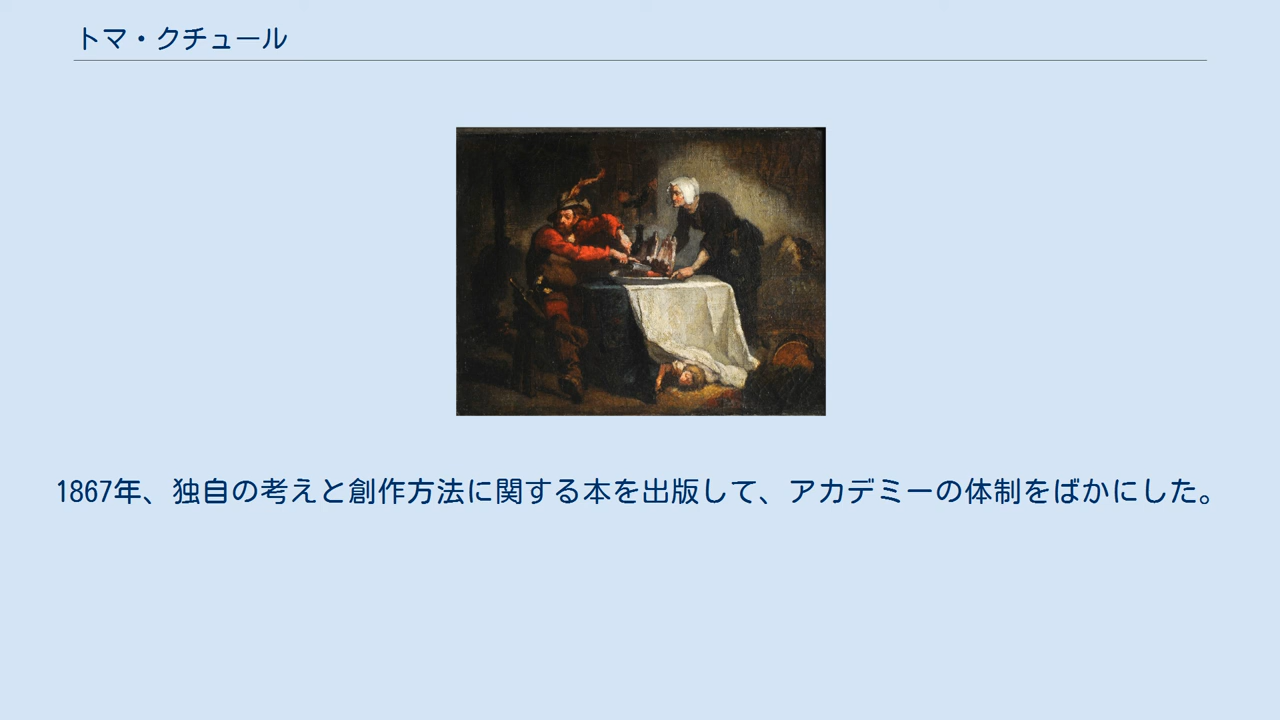 トマ・クチュール
1867年、独自の考えと創作方法に関する本を出版して、アカデミーの体制をばかにした。